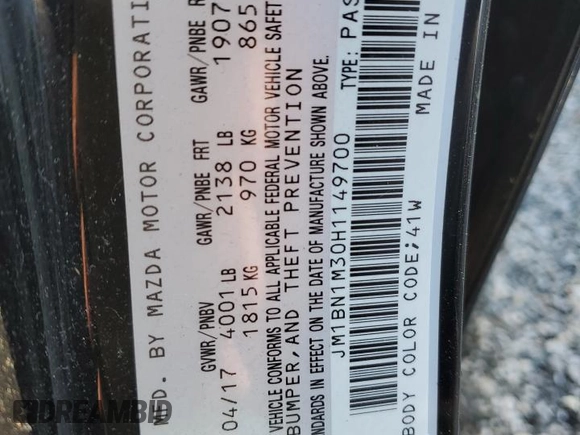 MFD. BY MAZDA MOTOR CORPORATI
GVWR/PNBV GAWR/PNBE FRT GAWR/PNBE R
04/17 4001 LB 2138 LB 1907
1815 KG 970 KG 865
VEHICLE CONFORMS TO ALL APPLICABLE FEDERAL MOTOR VEHICLE SAFET
BUMPER, AND THEFT PREVENTION
NDARDS IN EFFECT ON THE DATE OF MANUFACTURE SHOWN ABOVE.
JM1BN1M30H1149700 TYPE: PAS
BODY COLOR CODE;41W MADE IN
DREAMBID